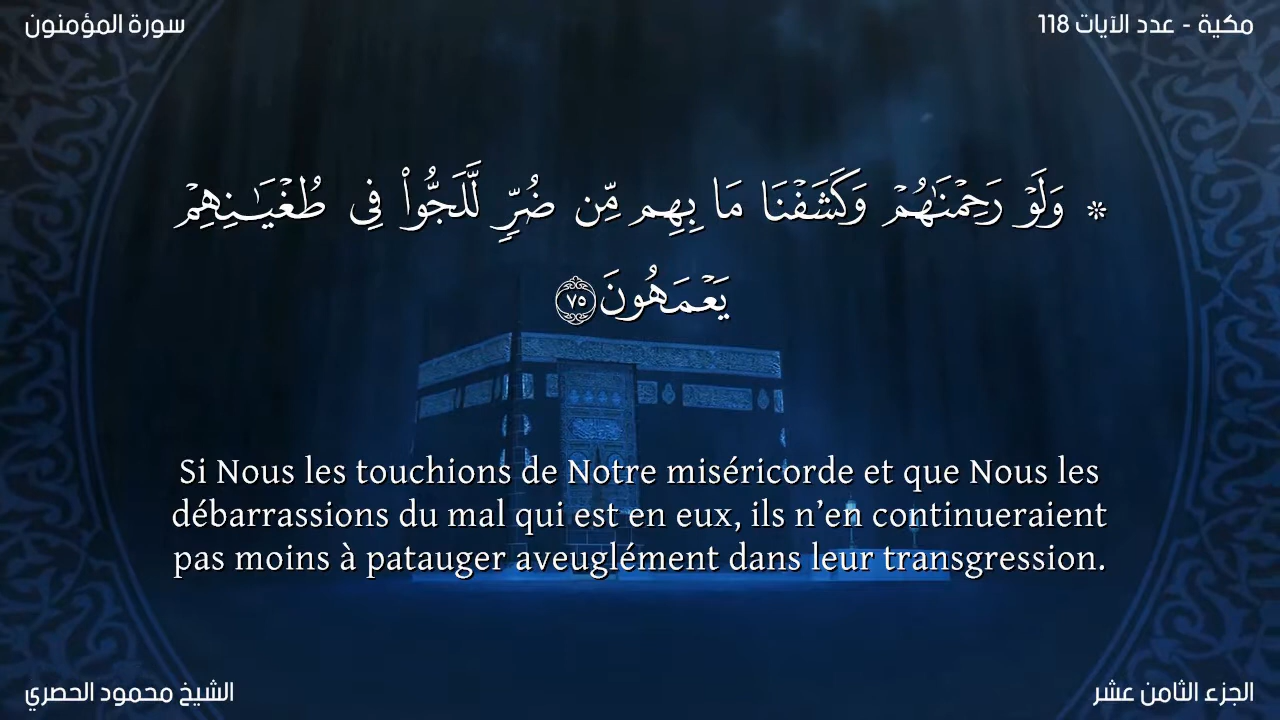 سورة المؤمنون
مكية - عدد الآيات 118
۞ وَلَوْ رَحِمْنَـٰهُمْ وَكَشَفْنَا مَا بِهِم مِّن ضُرٍّ لَّلَجُّوا۟ فِى طُغْيَـٰنِهِمْ
يَعْمَهُونَ ٧٥
Si Nous les touchions de Notre miséricorde et que Nous les
débarrassions du mal qui est en eux, ils n’en continueraient
pas moins à patauger aveuglément dans leur transgression.
الشيخ محمود الحصري
الجزء الثامن عشر